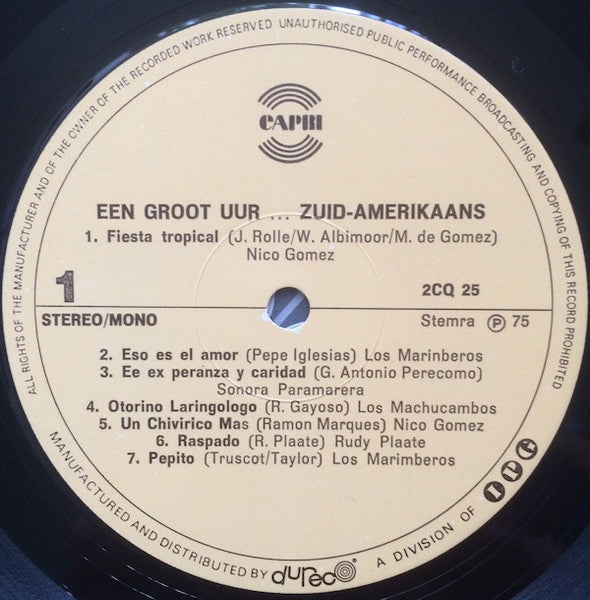 ALL RIGHTS OF THE MANUFACTURER AND OF THE OWNER OF THE RECORDED WORK RESERVED UNAUTHORISED PUBLIC PERFORMANCE BROADCASTING AND COPYING OF THIS RECORD PROHIBITED
CAPRI
EEN GROOT UUR ... ZUID-AMERIKAANS
1. Fiesta tropical (J. Rolle/W. Albimoor/M. de Gomez)
Nico Gomez
1
2CQ 25
STEREO/MONO
Stemra Ⓟ 75
2. Eso es el amor (Pepe Iglesias) Los Marinberos
3. Ee ex peranza y caridad (G. Antonio Perecomo)
Sonora Paramarera
4. Otorino Laringologo (R. Gayoso) Los Machucambos
5. Un Chivirico Mas (Ramon Marques) Nico Gomez
6. Raspado (R. Plaate) Rudy Plaate
7. Pepito (Truscot/Taylor) Los Marimberos
MANUFACTURED AND DISTRIBUTED BY dureco A DIVISION OF